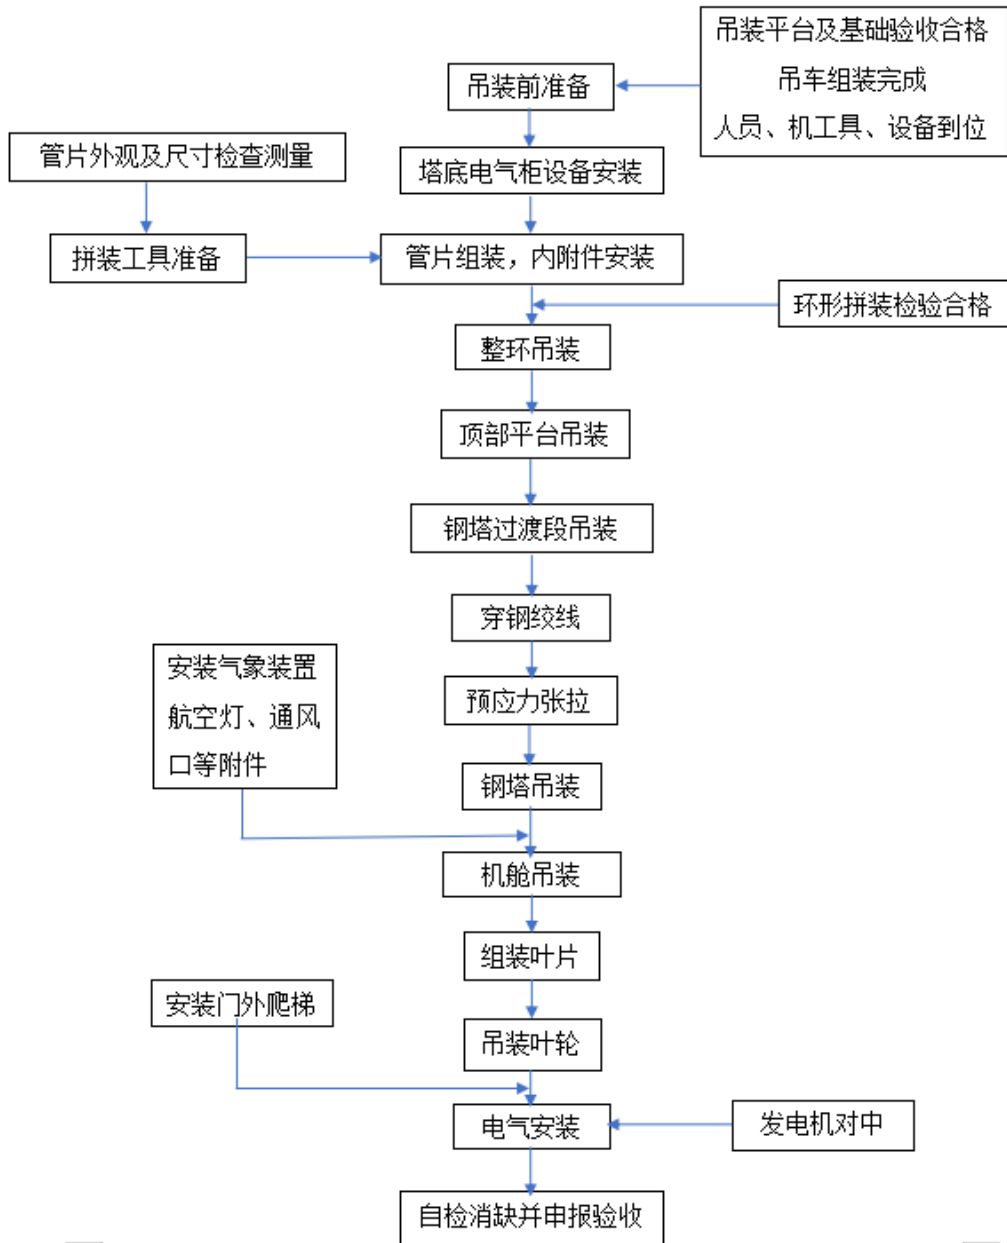 吊装平台及基础验收合格
吊车组装完成
人员、机工具、设备到位
吊装前准备
管片外观及尺寸检查测量
塔底电气柜设备安装
拼装工具准备
管片组装，内附件安装
环形拼装检验合格
整环吊装
顶部平台吊装
钢塔过渡段吊装
穿钢绞线
安装气象装置
航空灯、通风
口等附件
预应力张拉
钢塔吊装
机舱吊装
组装叶片
安装门外爬梯
吊装叶轮
电气安装
发电机对中
自检消缺并申报验收